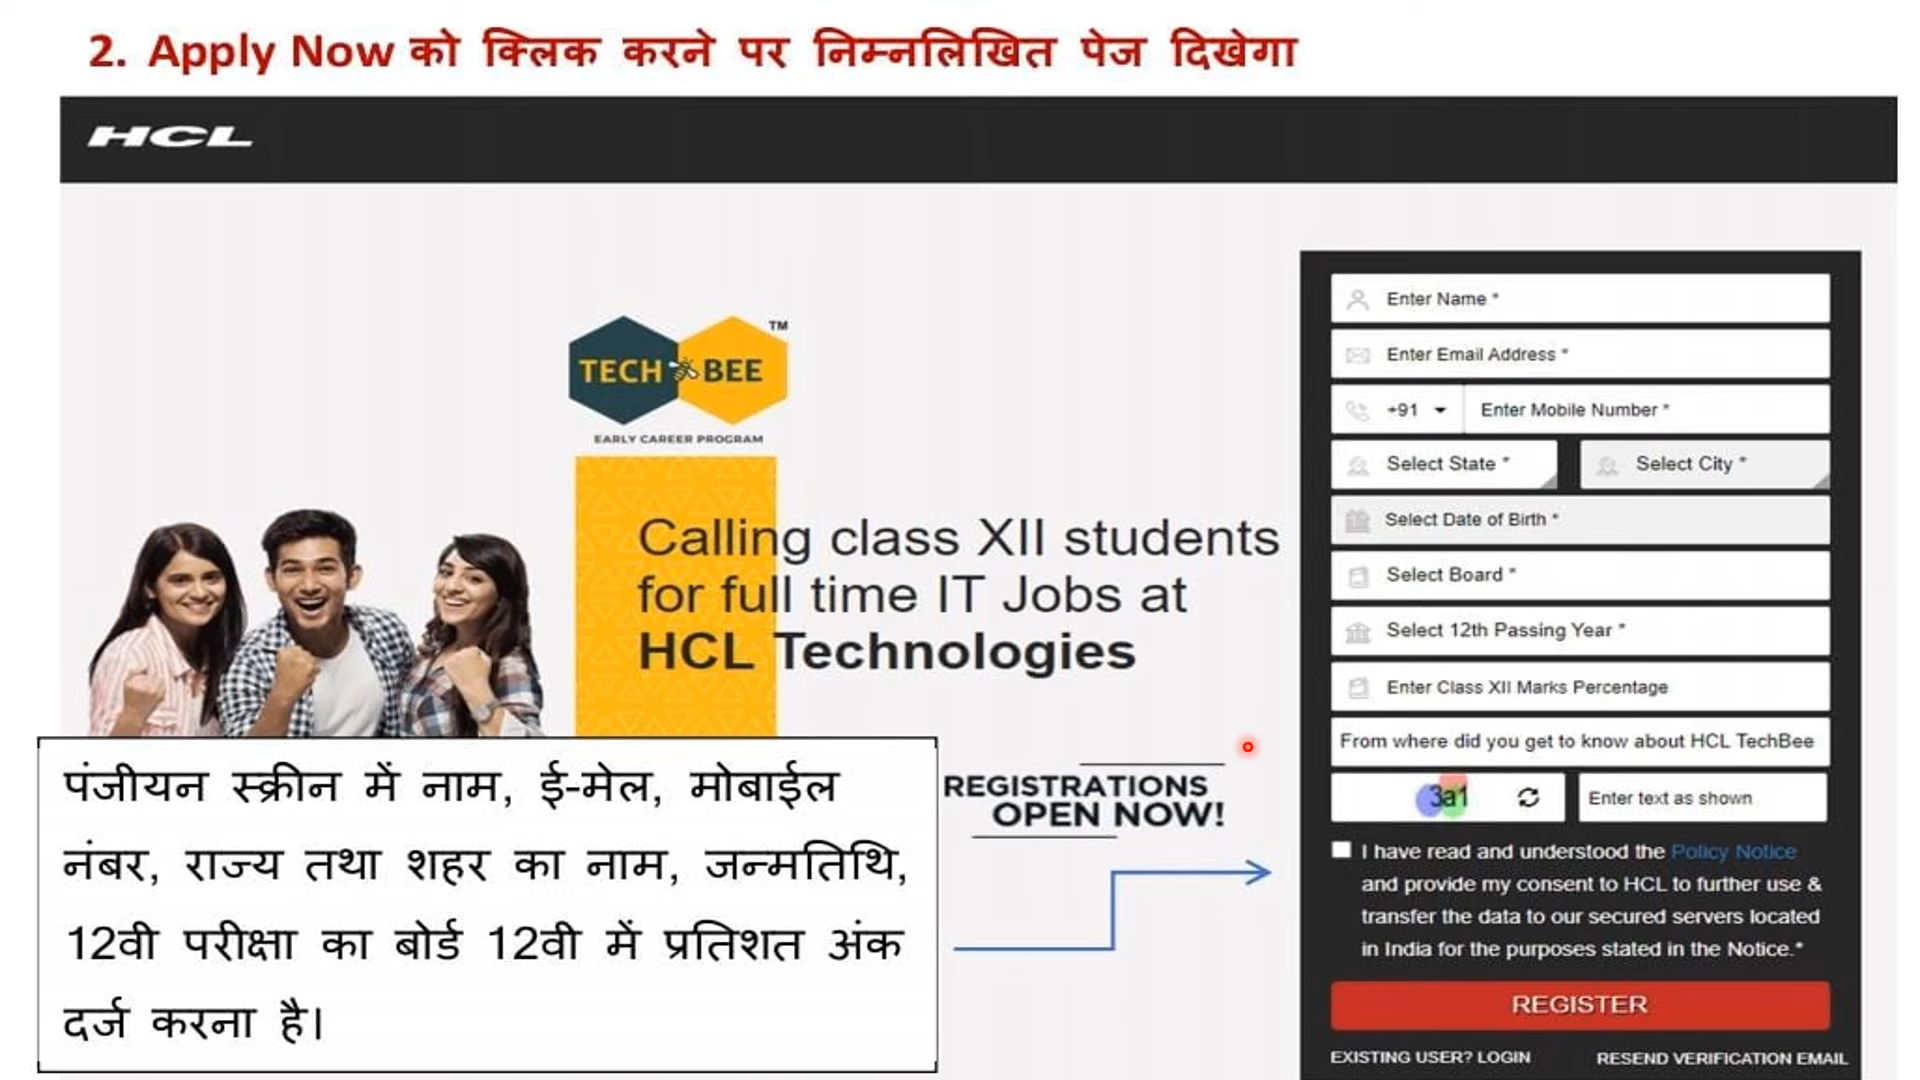 2. Apply Now को क्लिक करने पर निम्नलिखित पेज दिखेगा
HCL
TECH BEE TM
EARLY CAREER PROGRAM
Calling class XII students
for full time IT Jobs at
HCL Technologies
REGISTRATIONS
OPEN NOW!
पंजीयन स्क्रीन में नाम, ई-मेल, मोबाईल
नंबर, राज्य तथा शहर का नाम, जन्मतिथि,
12वी परीक्षा का बोर्ड 12वी में प्रतिशत अंक
दर्ज करना है।
Enter Name *
Enter Email Address *
+91 Enter Mobile Number *
Select State * Select City *
Select Date of Birth *
Select Board *
Select 12th Passing Year *
Enter Class XII Marks Percentage
From where did you get to know about HCL TechBee
3a1 Enter text as shown
I have read and understood the Policy Notice
and provide my consent to HCL to further use &
transfer the data to our secured servers located
in India for the purposes stated in the Notice.*
REGISTER
EXISTING USER? LOGIN RESEND VERIFICATION EMAIL